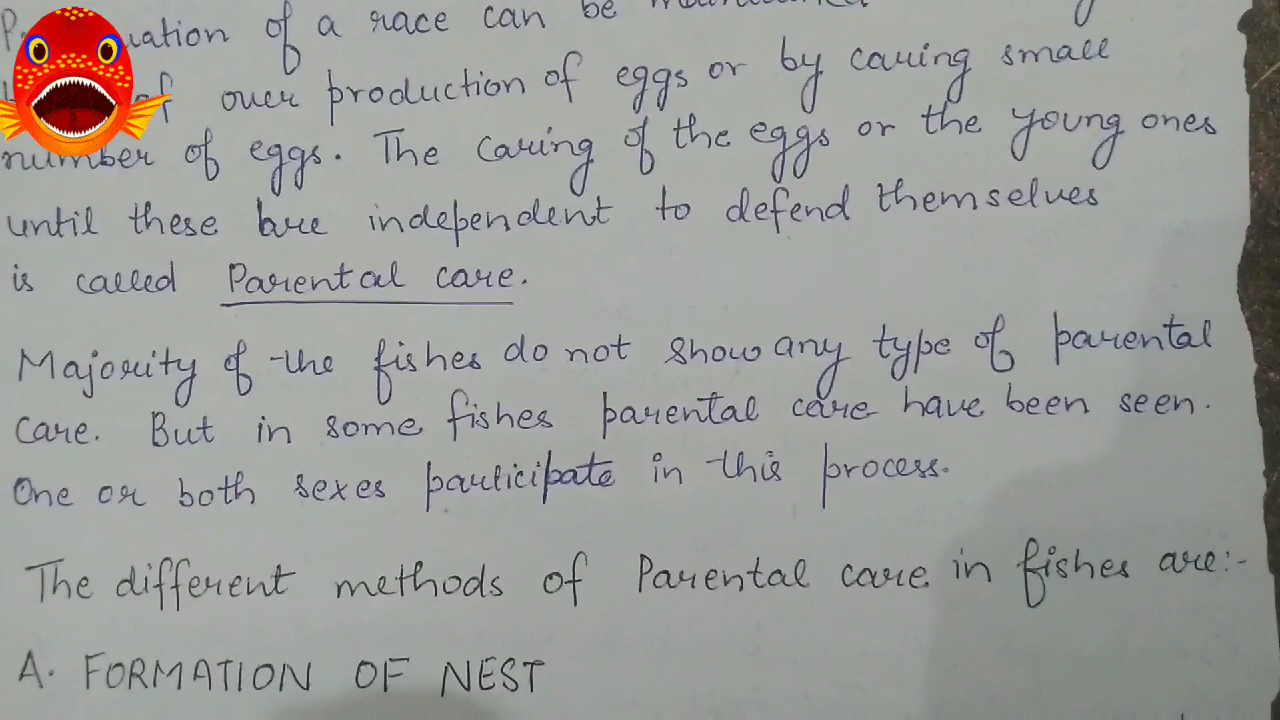 of a race can be
over production of eggs or by caring small
number of eggs. The caring of the eggs or the young ones
until these are independent to defend themselves
is called Parental care.
Majority of the fishes do not show any type of parental
care. But in some fishes parental care have been seen.
One or both sexes participate in this process.
The different methods of Parental care in fishes are:-
A. FORMATION OF NEST